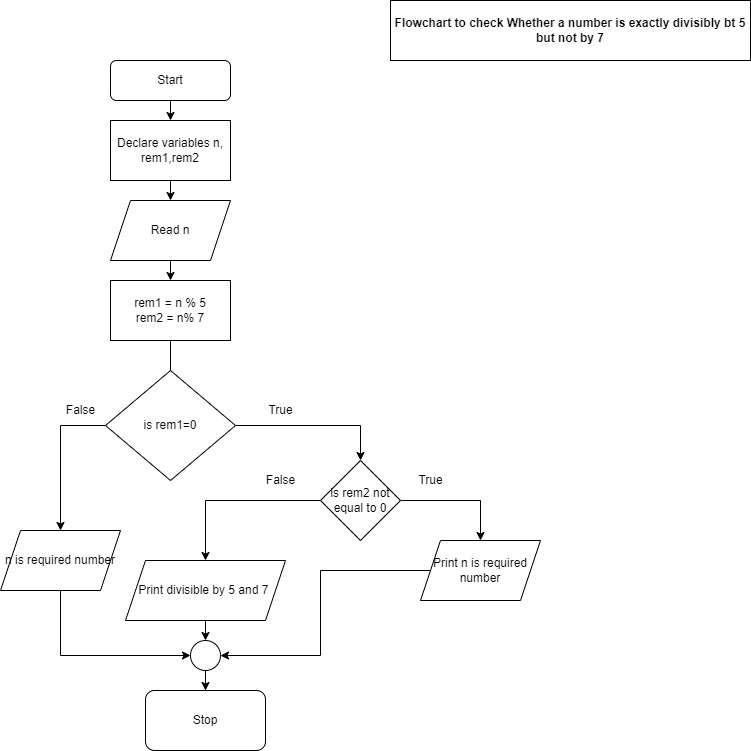 Flowchart to check Whether a number is exactly divisibly bt 5
but not by 7
Start
Declare variables n,
rem1,rem2
Read n
rem1 = n % 5
rem2 = n% 7
False
is rem1=0
True
False
is rem2 not
equal to 0
True
n is required number
Print divisible by 5 and 7
Print n is required
number
Stop